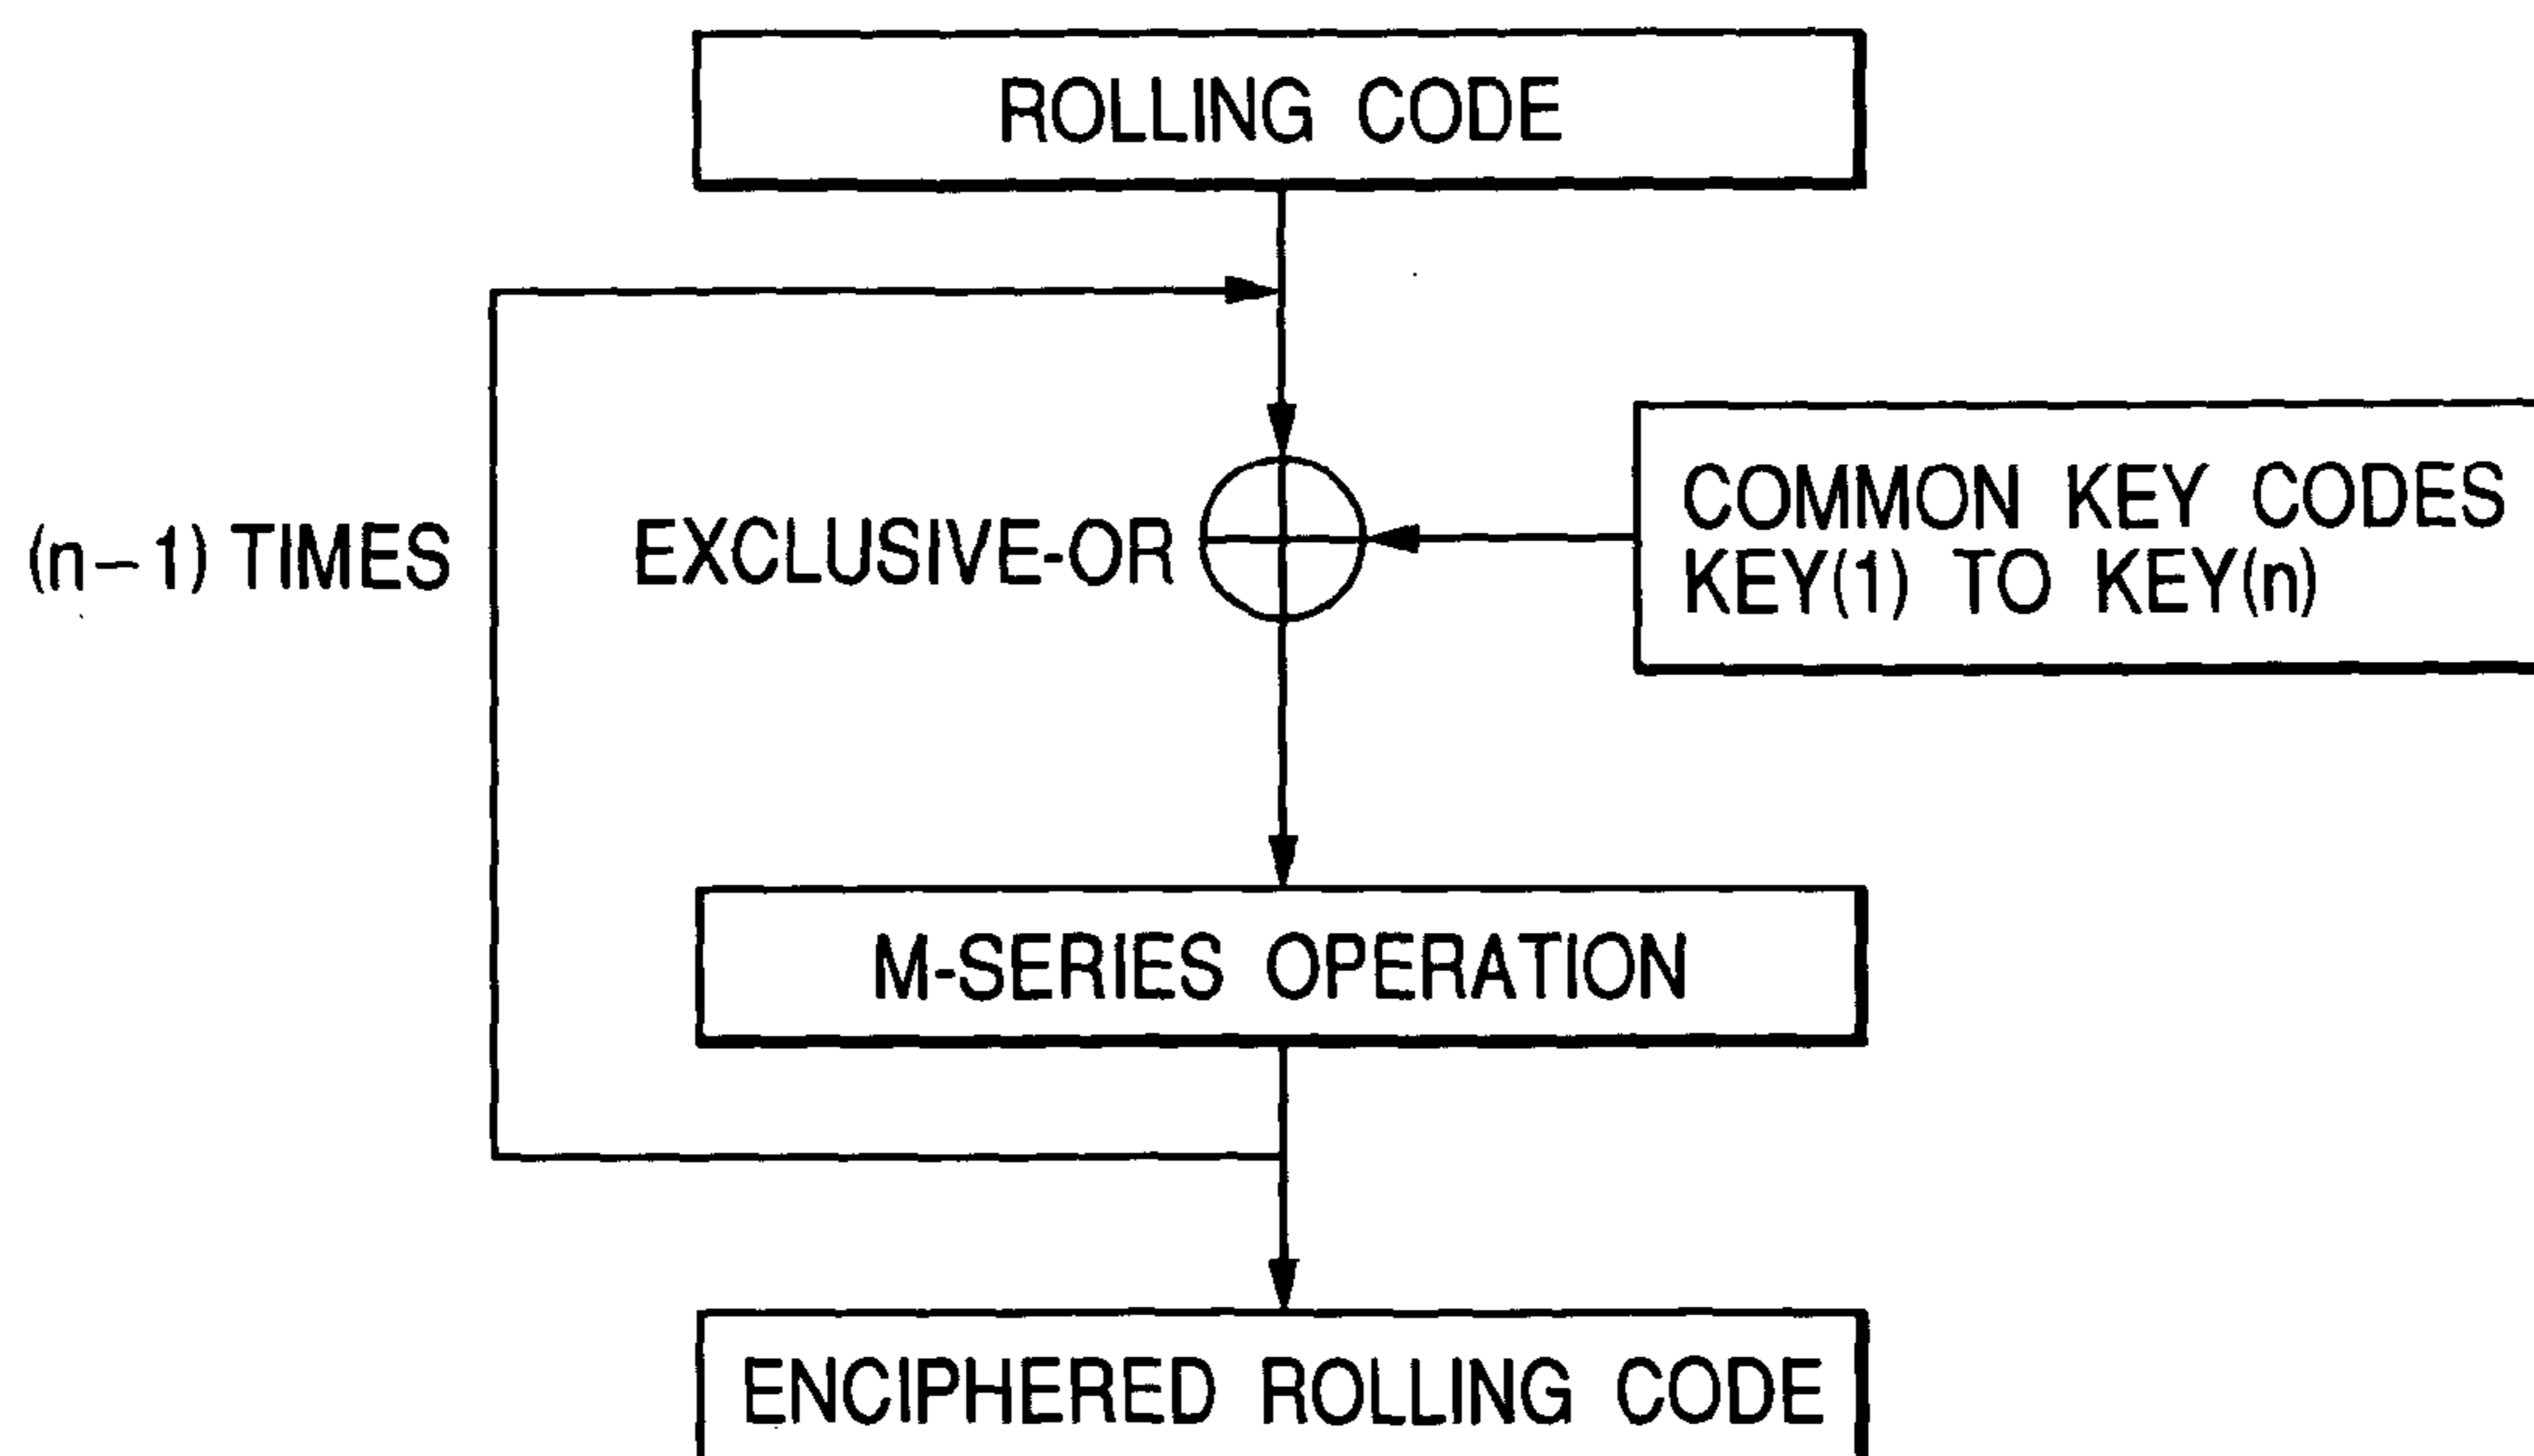 ROLLING CODE
(n-1) TIMES
EXCLUSIVE-OR
COMMON KEY CODES
KEY(1) TO KEY(n)
M-SERIES OPERATION
ENCIPHERED ROLLING CODE